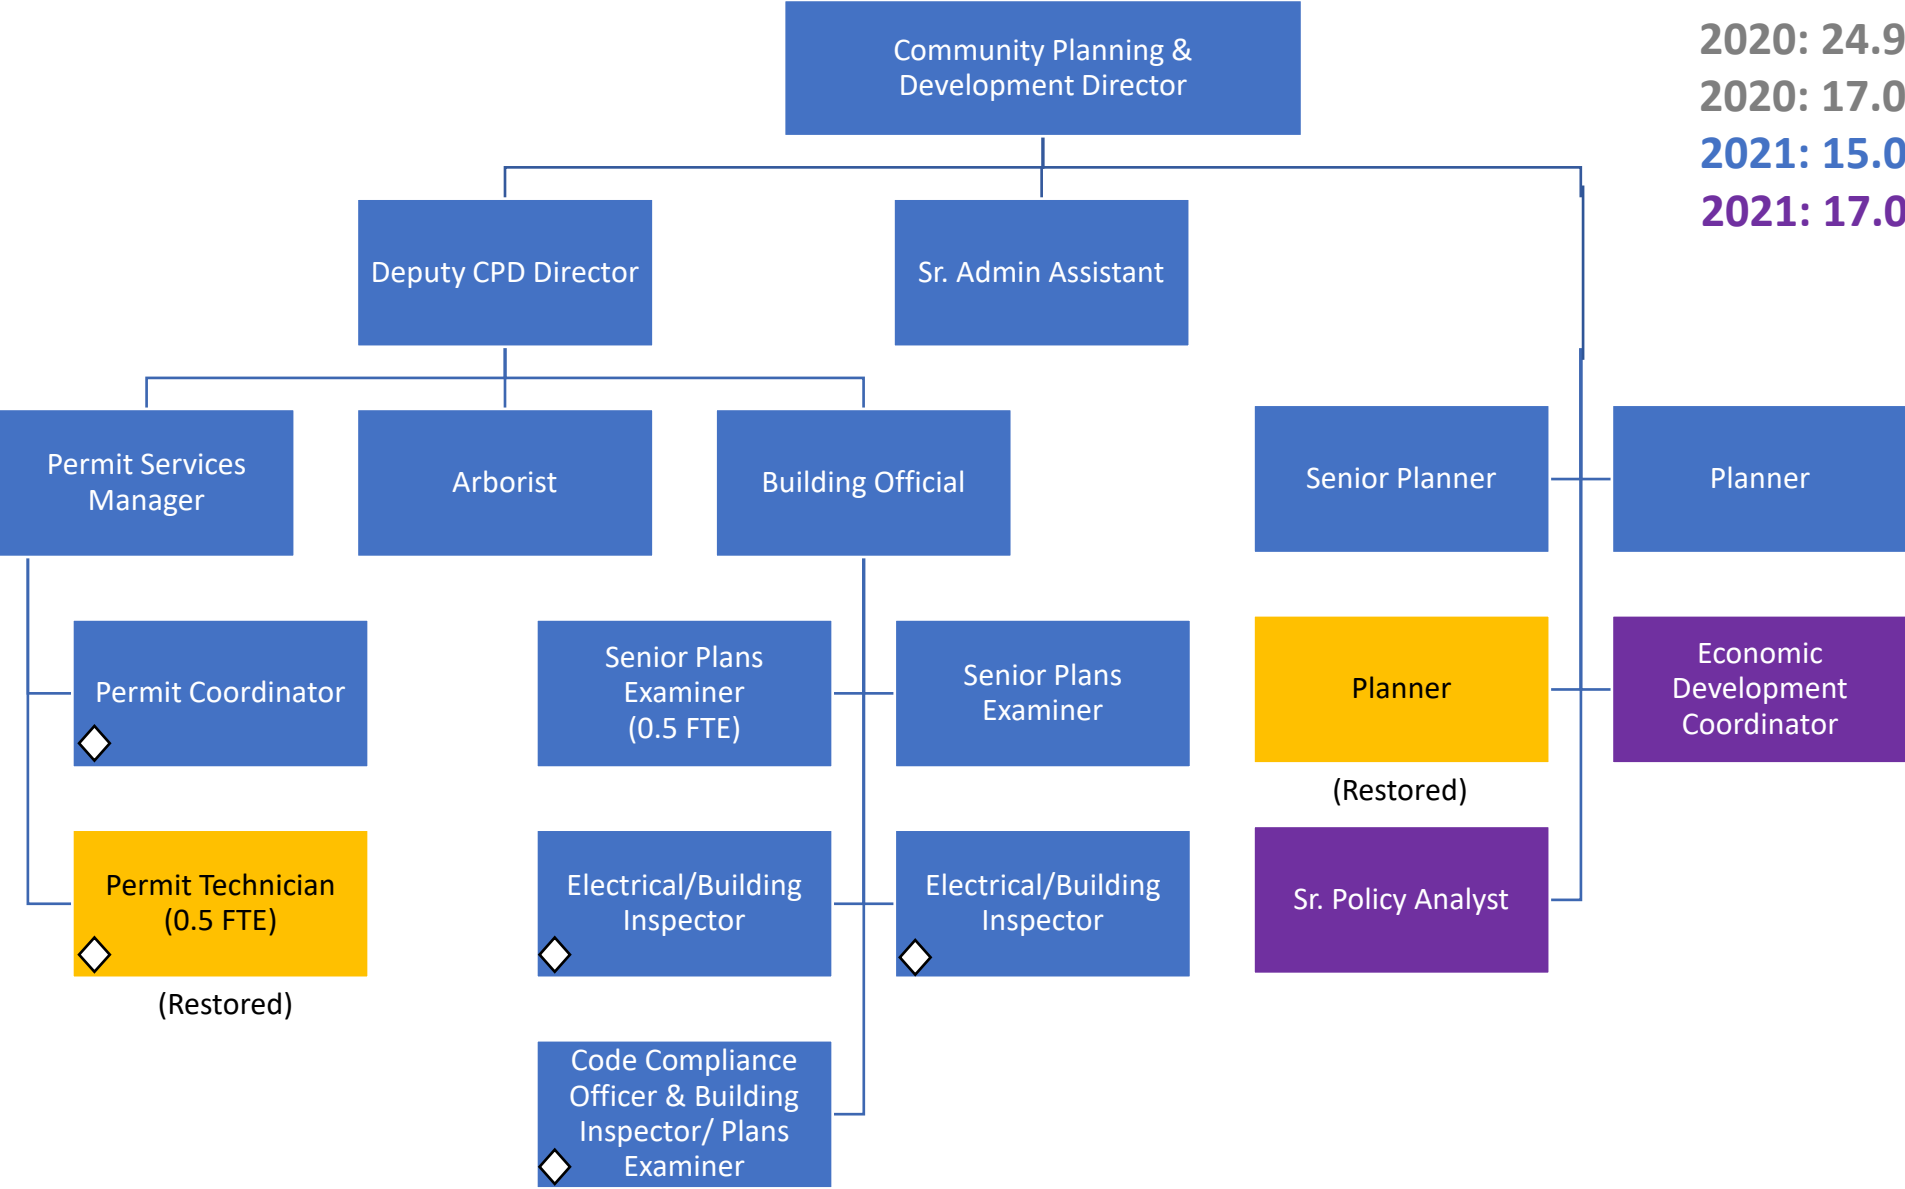 Community Planning &
Development Director
2020: 24.9
2020: 17.0
2021: 15.0
2021: 17.0
Deputy CPD Director
Sr. Admin Assistant
Permit Services
Manager
Arborist
Building Official
Senior Planner
Planner
Permit Coordinator
Senior Plans
Examiner
(0.5 FTE)
Senior Plans
Examiner
Planner
(Restored)
Economic
Development
Coordinator
Permit Technician
(0.5 FTE)
(Restored)
Electrical/Building
Inspector
Electrical/Building
Inspector
Sr. Policy Analyst
Code Compliance
Officer & Building
Inspector/ Plans
Examiner